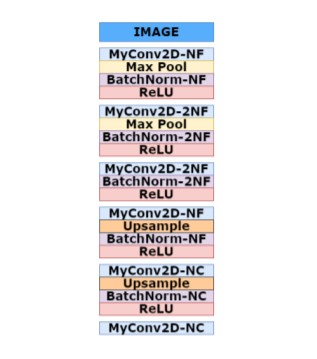 IMAGE
MyConv2D-NF
Max Pool
BatchNorm-NF
ReLU
MyConv2D-2NF
Max Pool
BatchNorm-2NF
ReLU
MyConv2D-2NF
BatchNorm-2NF
ReLU
MyConv2D-NF
Upsample
BatchNorm-NF
ReLU
MyConv2D-NC
Upsample
BatchNorm-NC
ReLU
MyConv2D-NC